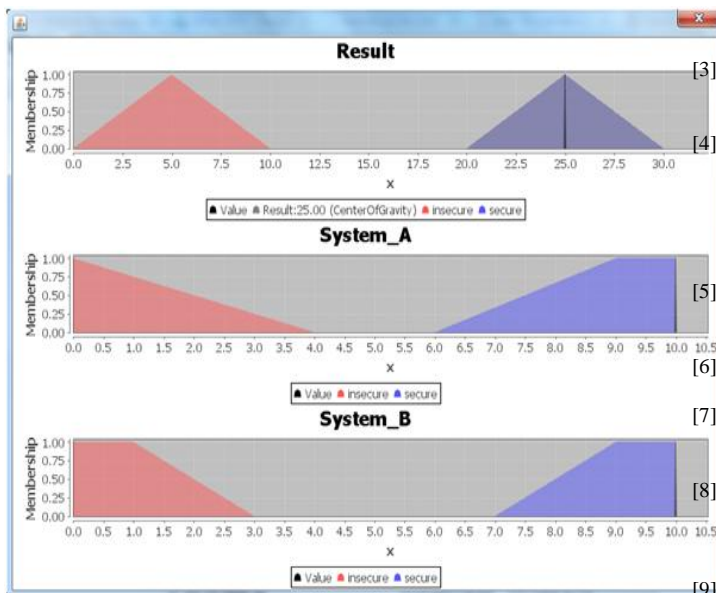 Result
Membership
1.00
0.75
0.50
0.25
0.00
0.0 2.5 5.0 7.5 10.0 12.5 15.0 17.5 20.0 22.5 25.0 27.5 30.0
x
Value Result:25.00 (CenterOfGravity) insecure secure
System_A
Membership
1.00
0.75
0.50
0.25
0.00
0.0 0.5 1.0 1.5 2.0 2.5 3.0 3.5 4.0 4.5 5.0 5.5 6.0 6.5 7.0 7.5 8.0 8.5 9.0 9.5 10.0 10.5
x
Value insecure secure
System_B
Membership
1.00
0.75
0.50
0.25
0.00
0.0 0.5 1.0 1.5 2.0 2.5 3.0 3.5 4.0 4.5 5.0 5.5 6.0 6.5 7.0 7.5 8.0 8.5 9.0 9.5 10.0 10.5
x
Value insecure secure
[3]
[4]
[5]
[6]
[7]
[8]
[9]